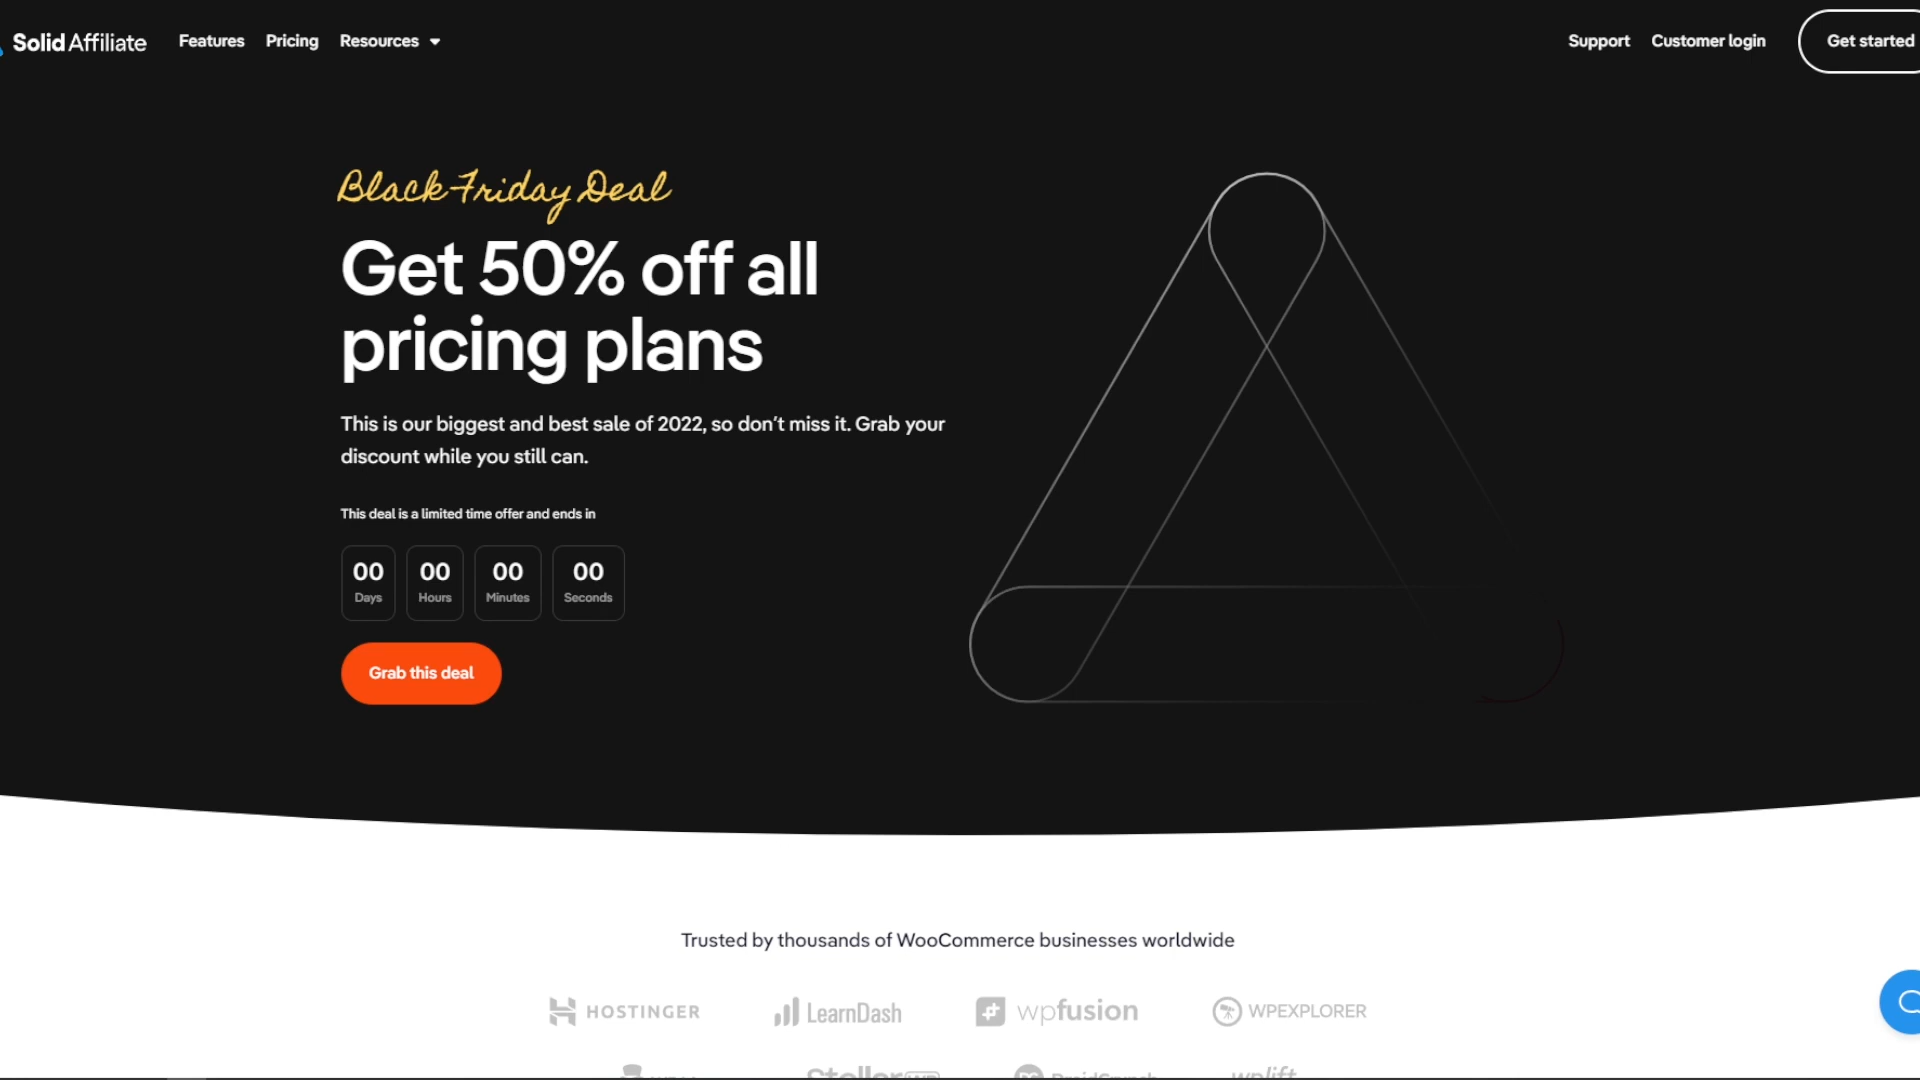 Solid Affiliate
Features
Pricing
Resources
Support
Customer login
Get started
Black Friday Deal
Get 50% off all
pricing plans
This is our biggest and best sale of 2022, so don't miss it. Grab your
discount while you still can.
This deal is a limited time offer and ends in
00
Days
00
Hours
00
Minutes
00
Seconds
Grab this deal
Trusted by thousands of WooCommerce businesses worldwide
HOSTINGER
LearnDash
wpfusion
WPEXPLORER